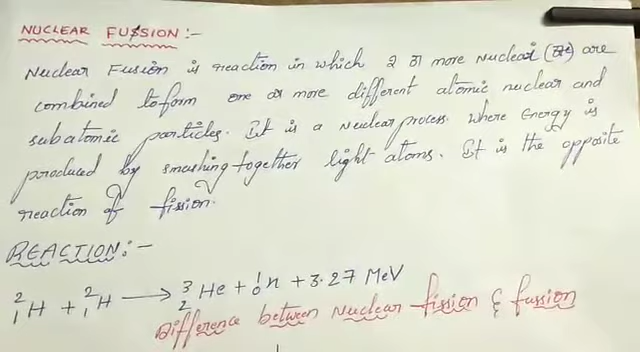 NUCLEAR FUSSION :-
Nuclear Fusion is reaction in which 2 or more nuclear are
combined to form one or more different atomic nuclear and
subatomic particles. It is a Neuclear process where Energy is
produced by smashing together light atoms. It is the opposite
reaction of fission.
REACTION:-
²₁H + ²₁H ⟶ ³₂He + ¹₀n + 3.27 MeV
Difference between Nuclear fission & fussion